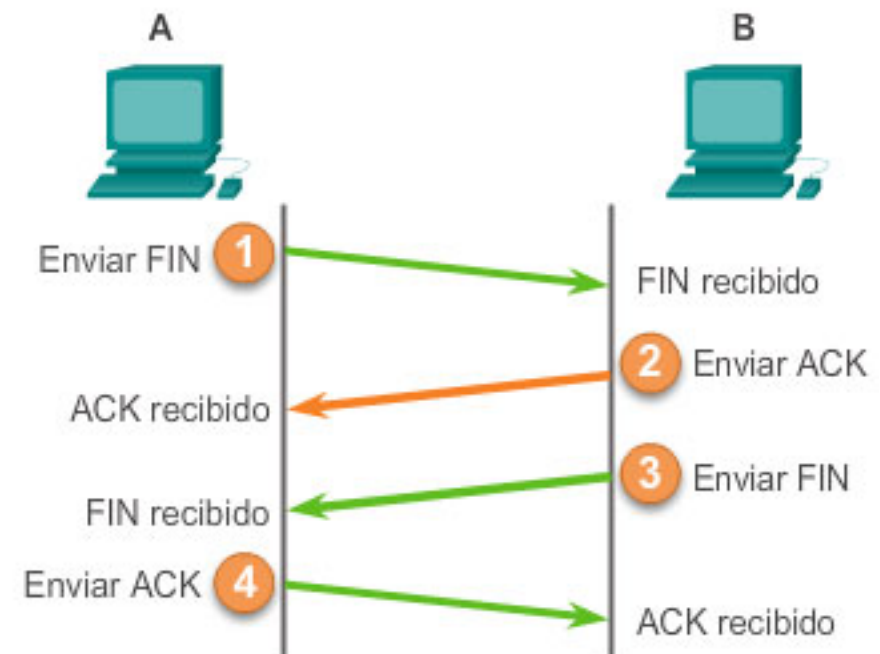 A
B
Enviar FIN 1
FIN recibido
2 Enviar ACK
ACK recibido
3 Enviar FIN
FIN recibido
Enviar ACK 4
ACK recibido